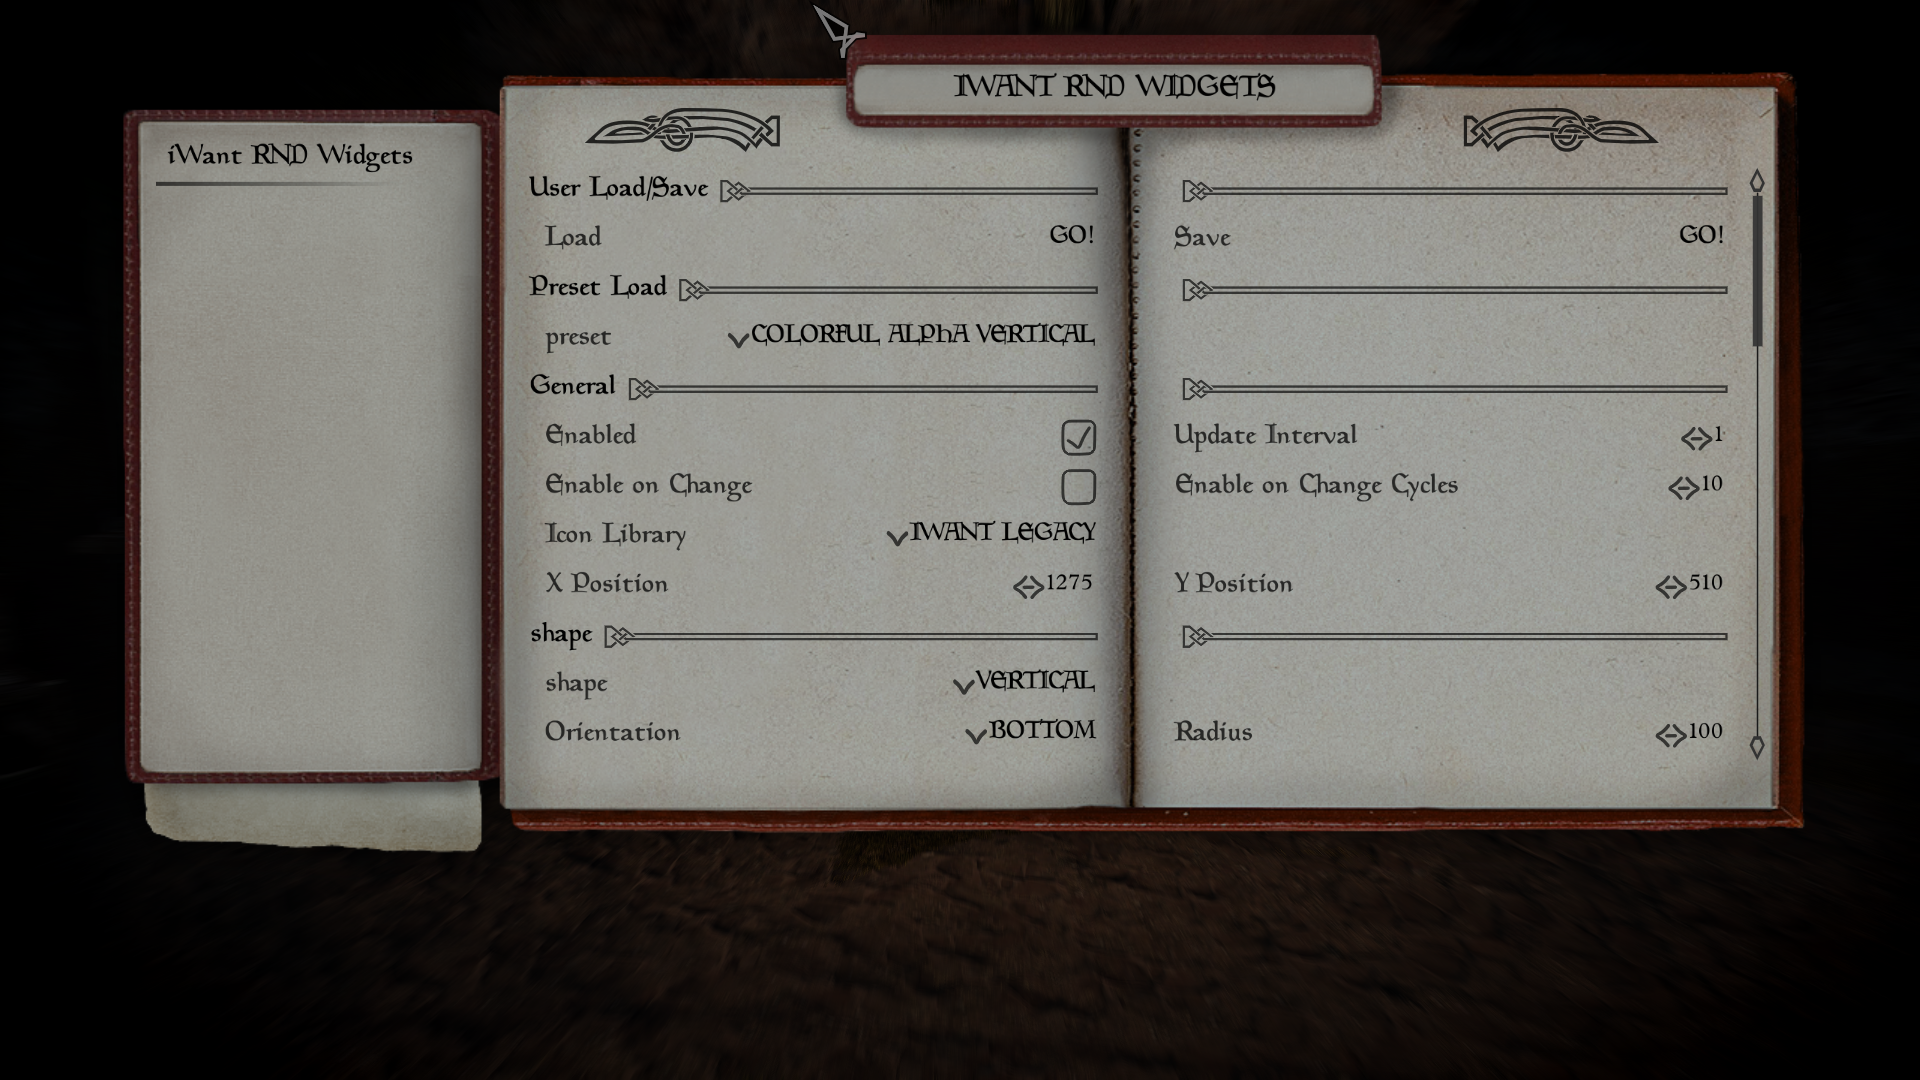 IWANT RND WIDGETS
iWant RND Widgets
User Load/Save
Load GO! Save GO!
Preset Load
preset COLORFUL ALPHA VERTICAL
General
Enabled Update Interval 1
Enable on Change Enable on Change Cycles 10
Icon Library IWANT LEGACY
X Position 1275 Y Position 510
shape
shape VERTICAL
Orientation BOTTOM Radius 100